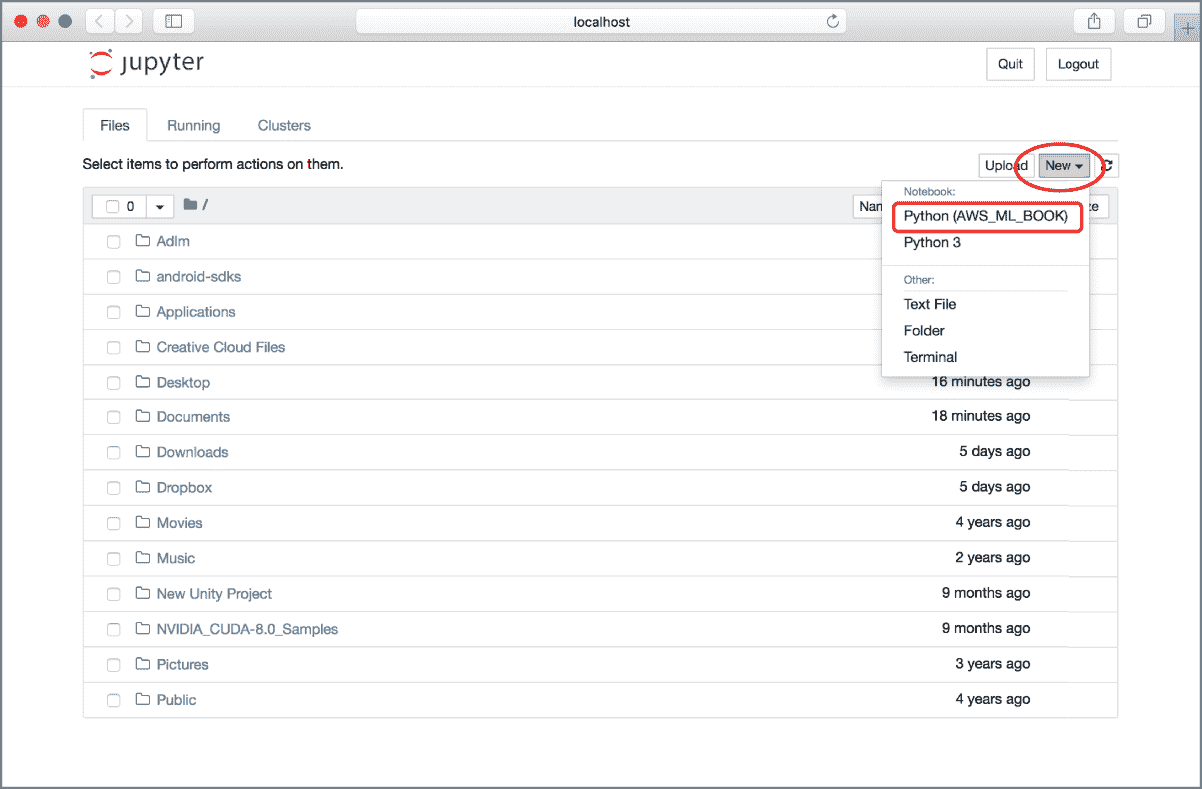 localhost
jupyter
Quit
Logout
Files
Running
Clusters
Select items to perform actions on them.
Upload
New
0
/
Notebook:
Python (AWS_ML_BOOK)
Python 3
Other:
Text File
Folder
Terminal
Adlm
android-sdks
Applications
Creative Cloud Files
Desktop
16 minutes ago
Documents
18 minutes ago
Downloads
5 days ago
Dropbox
5 days ago
Movies
4 years ago
Music
2 years ago
New Unity Project
9 months ago
NVIDIA_CUDA-8.0_Samples
9 months ago
Pictures
3 years ago
Public
4 years ago